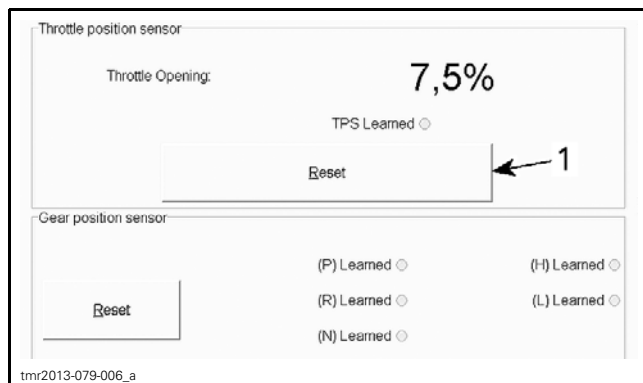 Throttle position sensor
Throttle Opening: 7,5%
TPS Learned
Reset 1
Gear position sensor
(P) Learned (H) Learned
Reset (R) Learned (L) Learned
(N) Learned
tmr2013-079-006_a